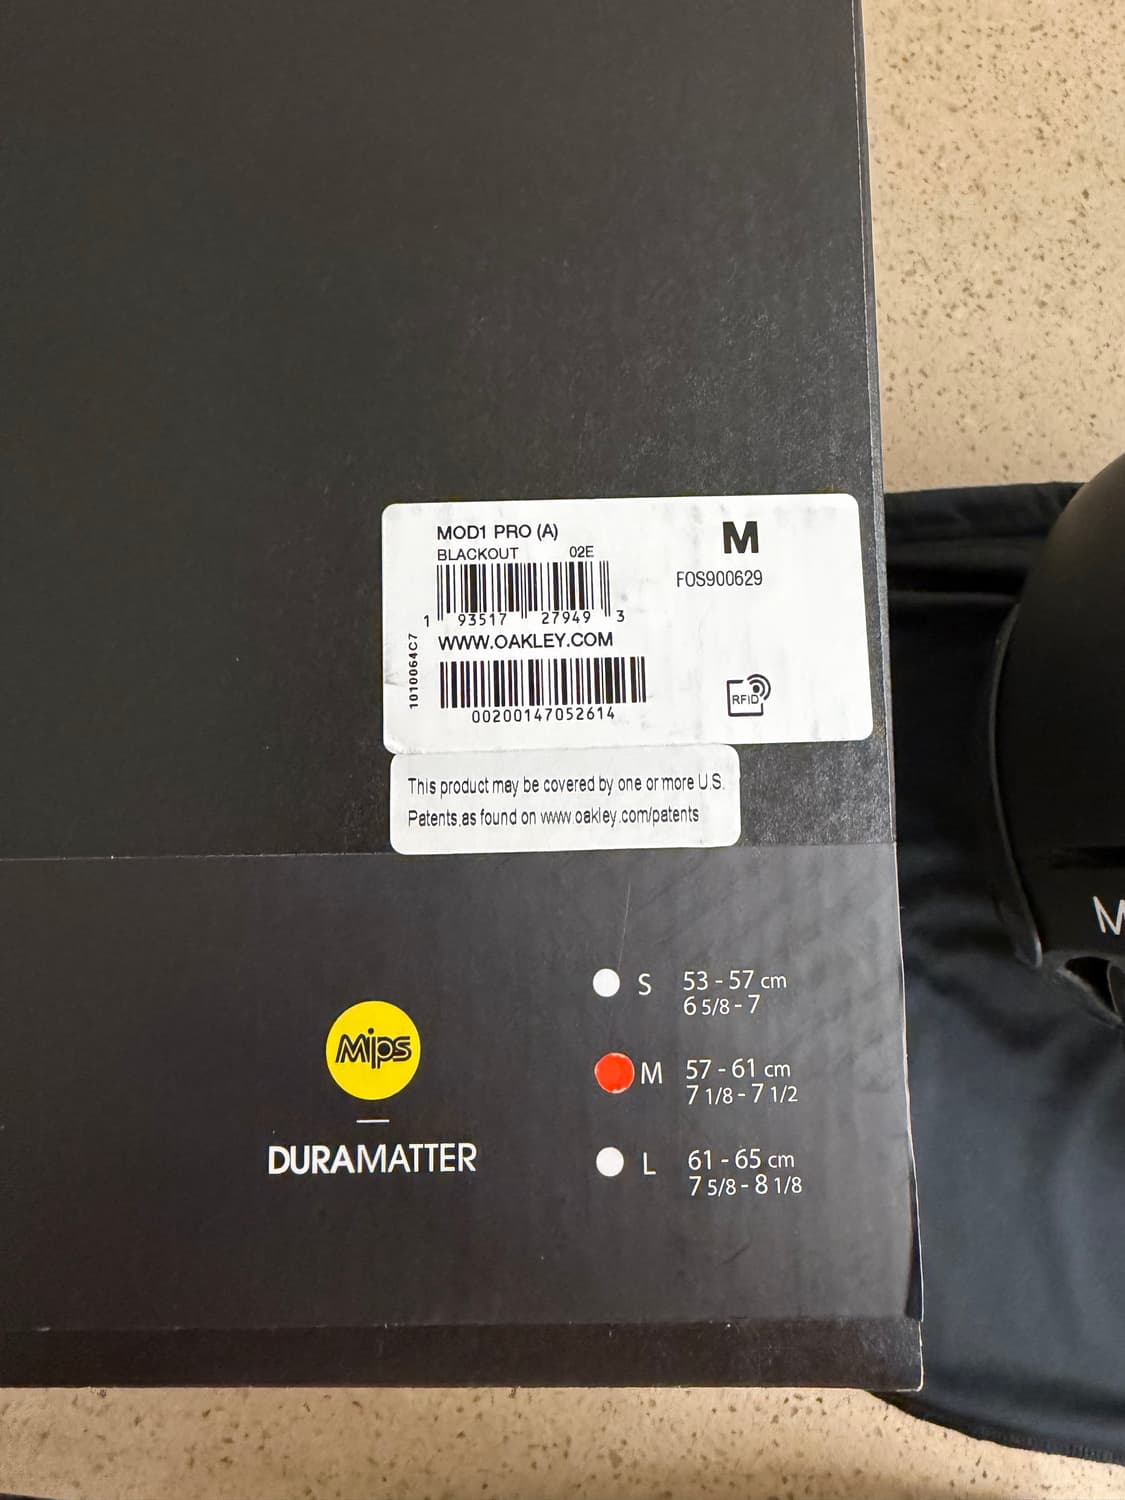 MOD1 PRO (A)
BLACKOUT 02E
M
FOS900629
1 93517 27949 3
WWW.OAKLEY.COM
1010064C7
00200147052614
RFID
This product may be covered by one or more U.S.
Patents,as found on www.oakley.com/patents
S 53 - 57 cm
6 5/8 - 7
Mips
M 57 - 61 cm
7 1/8 - 7 1/2
DURAMATTER
L 61 - 65 cm
7 5/8 - 8 1/8